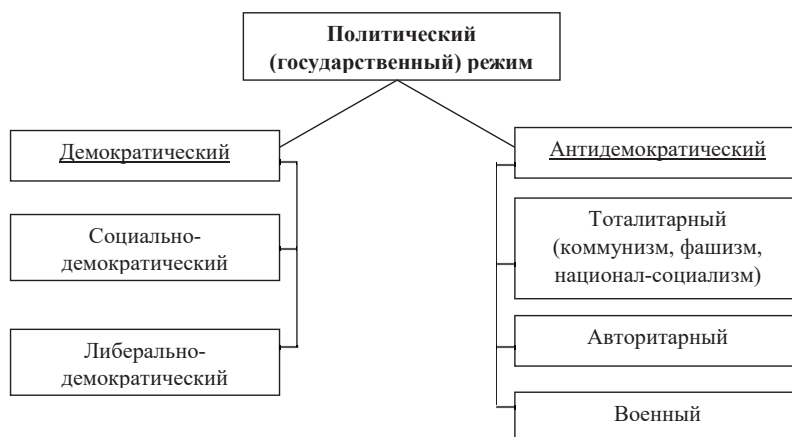 Политический
(государственный) режим
Демократический
Социально-
демократический
Либерально-
демократический
Антидемократический
Тоталитарный
(коммунизм, фашизм,
национал-социализм)
Авторитарный
Военный